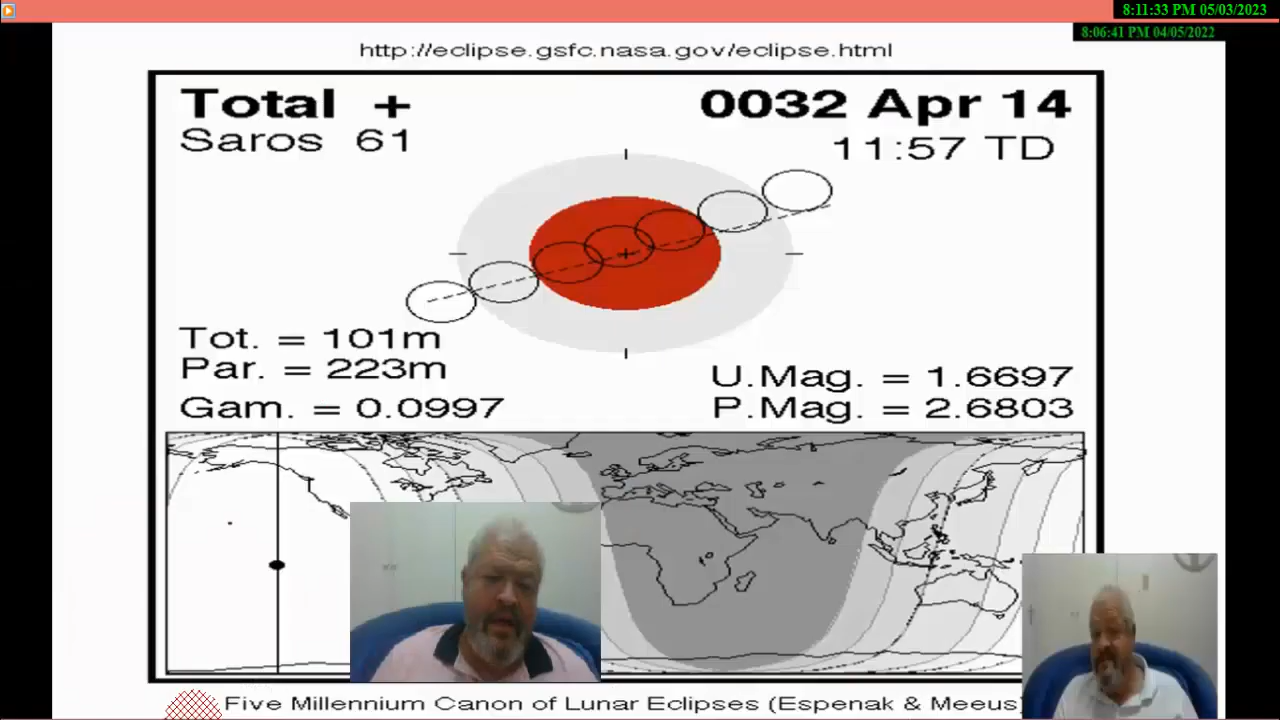 8:11:33 PM 05/03/2023
8:06:41 PM 04/05/2022
http://eclipse.gsfc.nasa.gov/eclipse.html
Total +
0032 Apr 14
Saros 61
11:57 TD
Tot. = 101m
Par. = 223m
Gam. = 0.0997
U.Mag. = 1.6697
P.Mag. = 2.6803
Five Millennium Canon of Lunar Eclipses (Espenak & Meeus)